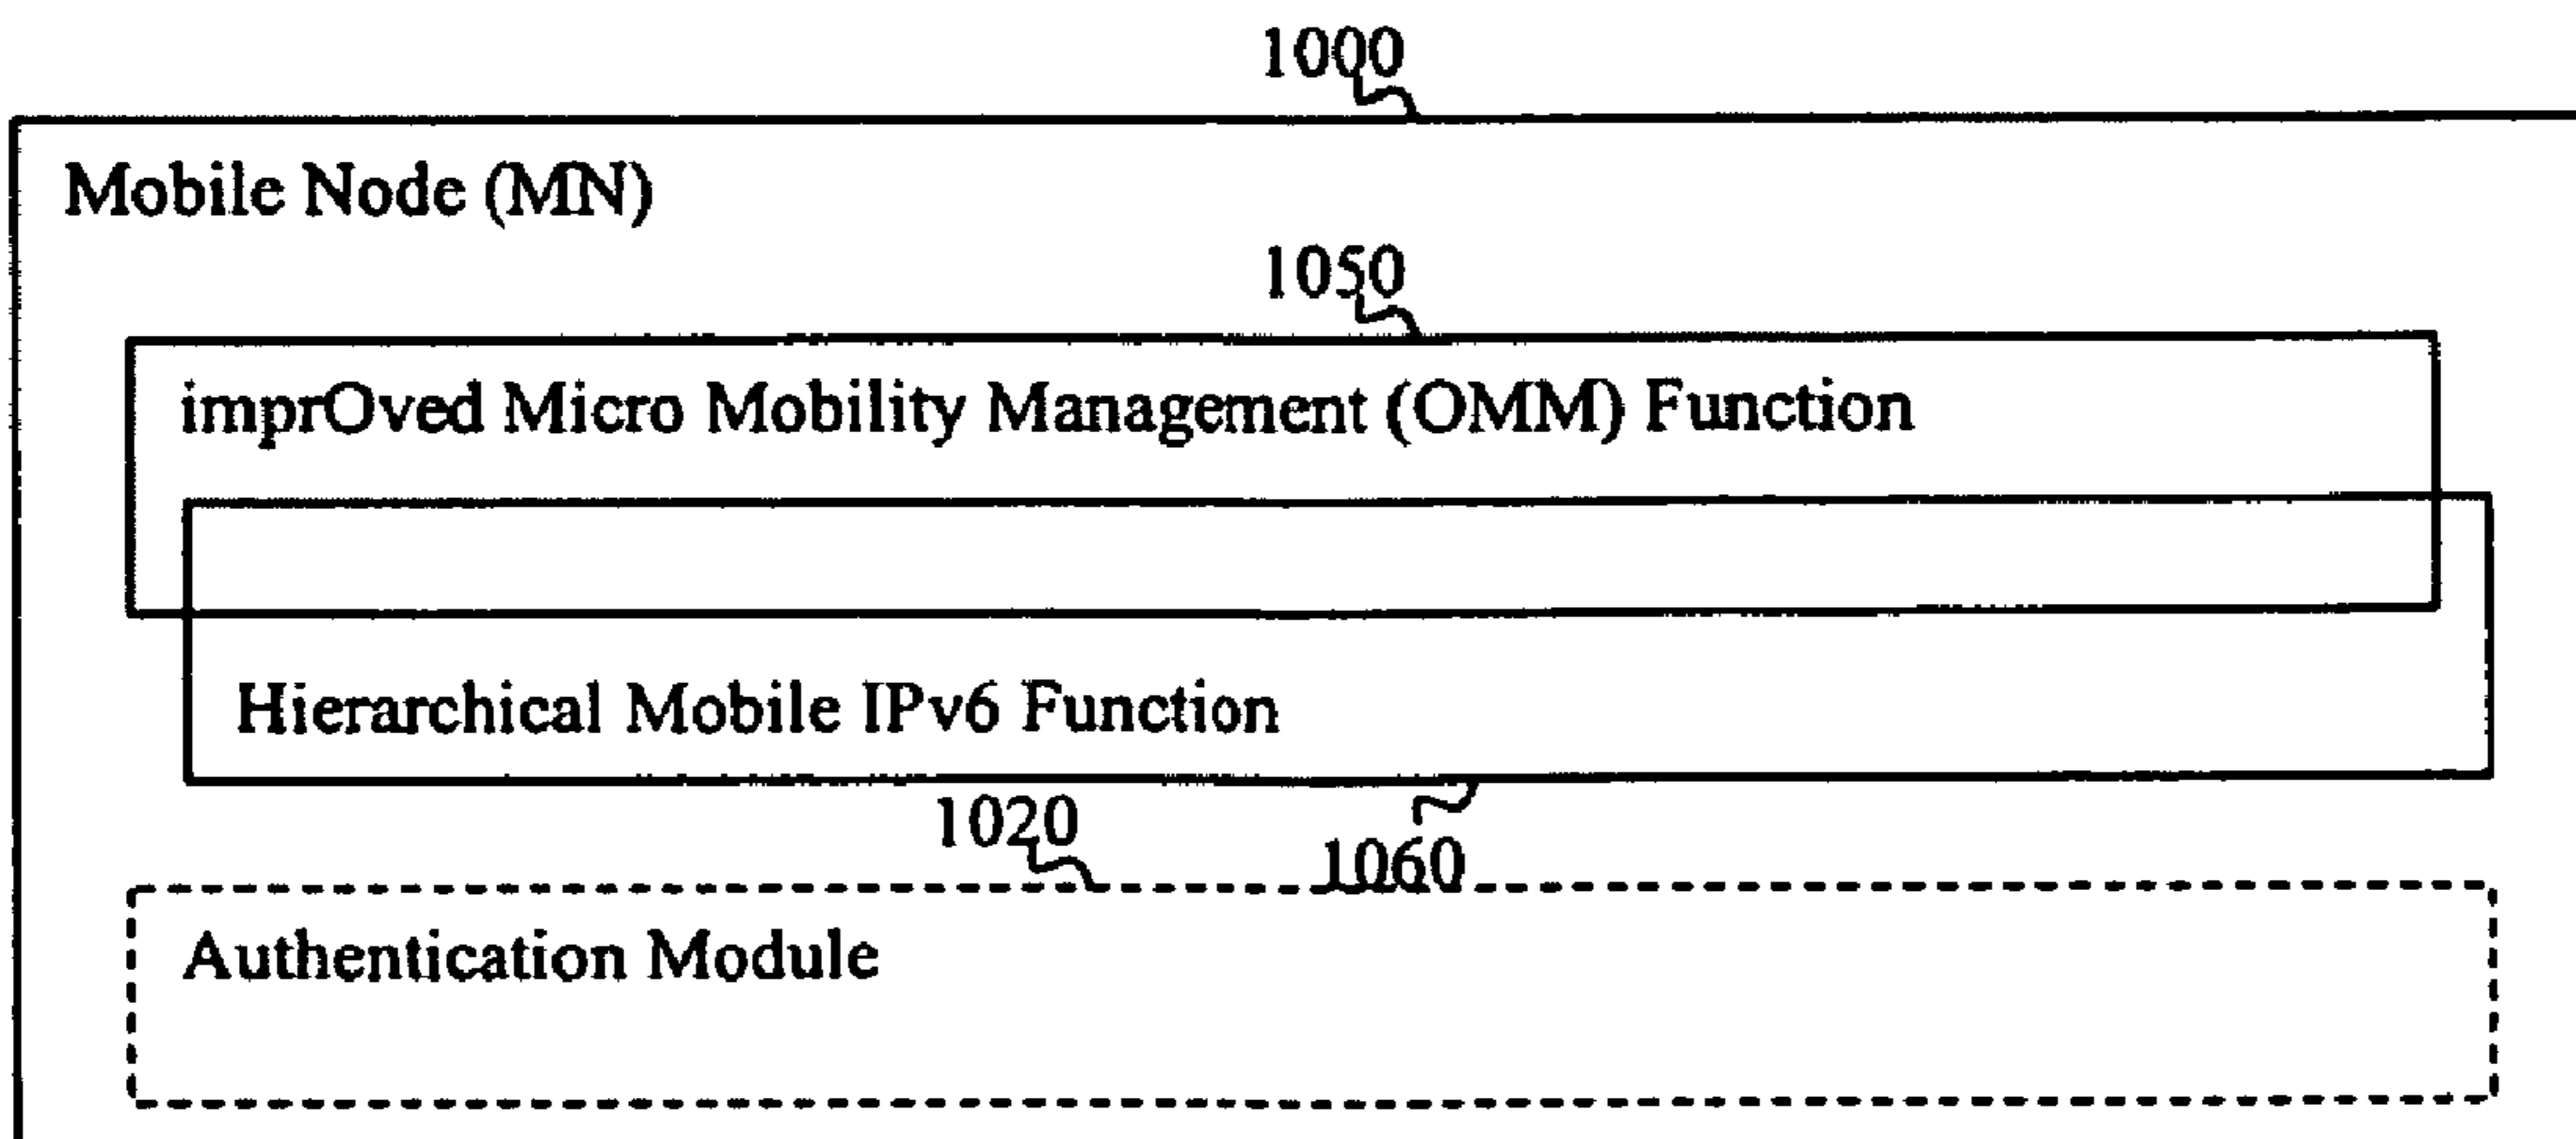 1000
Mobile Node (MN)
1050
imprOved Micro Mobility Management (OMM) Function
Hierarchical Mobile IPv6 Function
1020
1060
Authentication Module